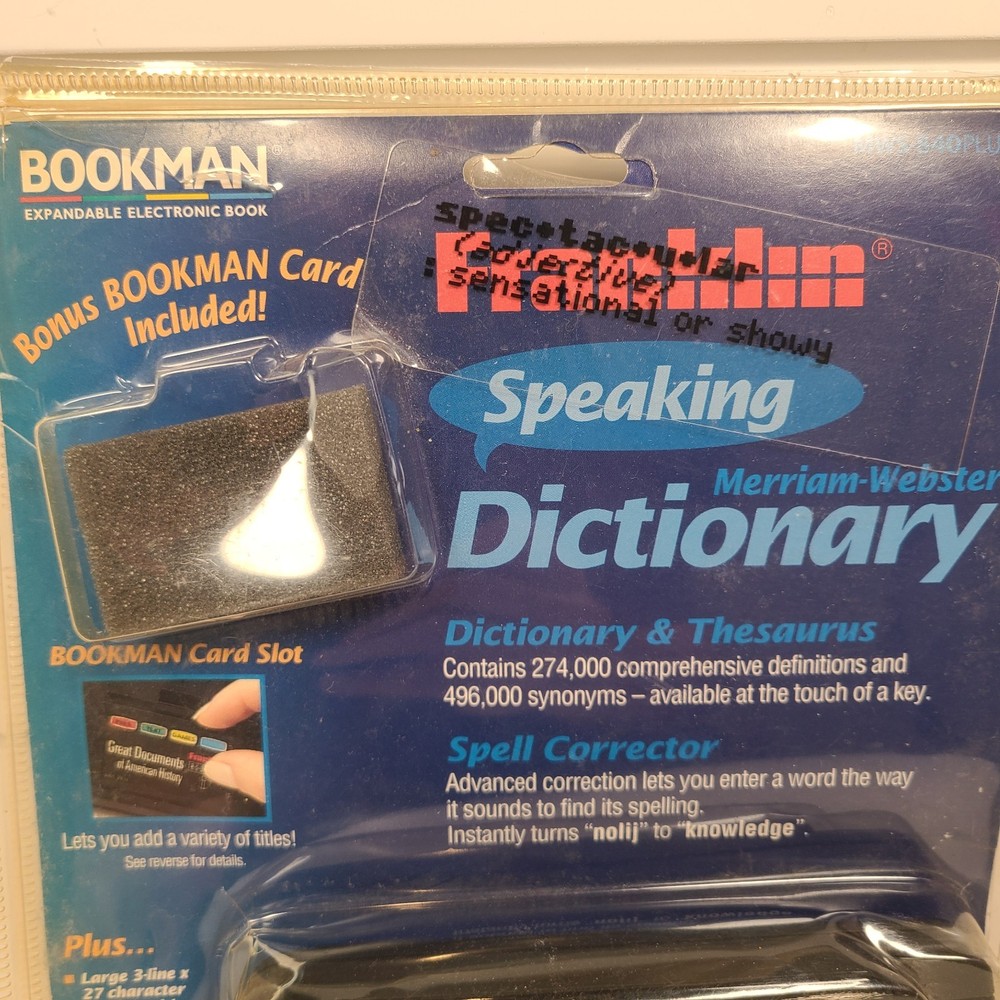 BOOKMAN
EXPANDABLE ELECTRONIC BOOK
Bonus BOOKMAN Card
Included!
spec•tac•u•lar
(adjective)
: sensational or showy
Franklin®
Speaking
Merriam-Webster
Dictionary
Dictionary & Thesaurus
Contains 274,000 comprehensive definitions and
496,000 synonyms – available at the touch of a key.
Spell Corrector
Advanced correction lets you enter a word the way
it sounds to find its spelling.
Instantly turns “nolij” to “knowledge”.
BOOKMAN Card Slot
GAMES
Great Documents
of American History
Lets you add a variety of titles!
See reverse for details.
Plus...
Large 3-line x
27 character